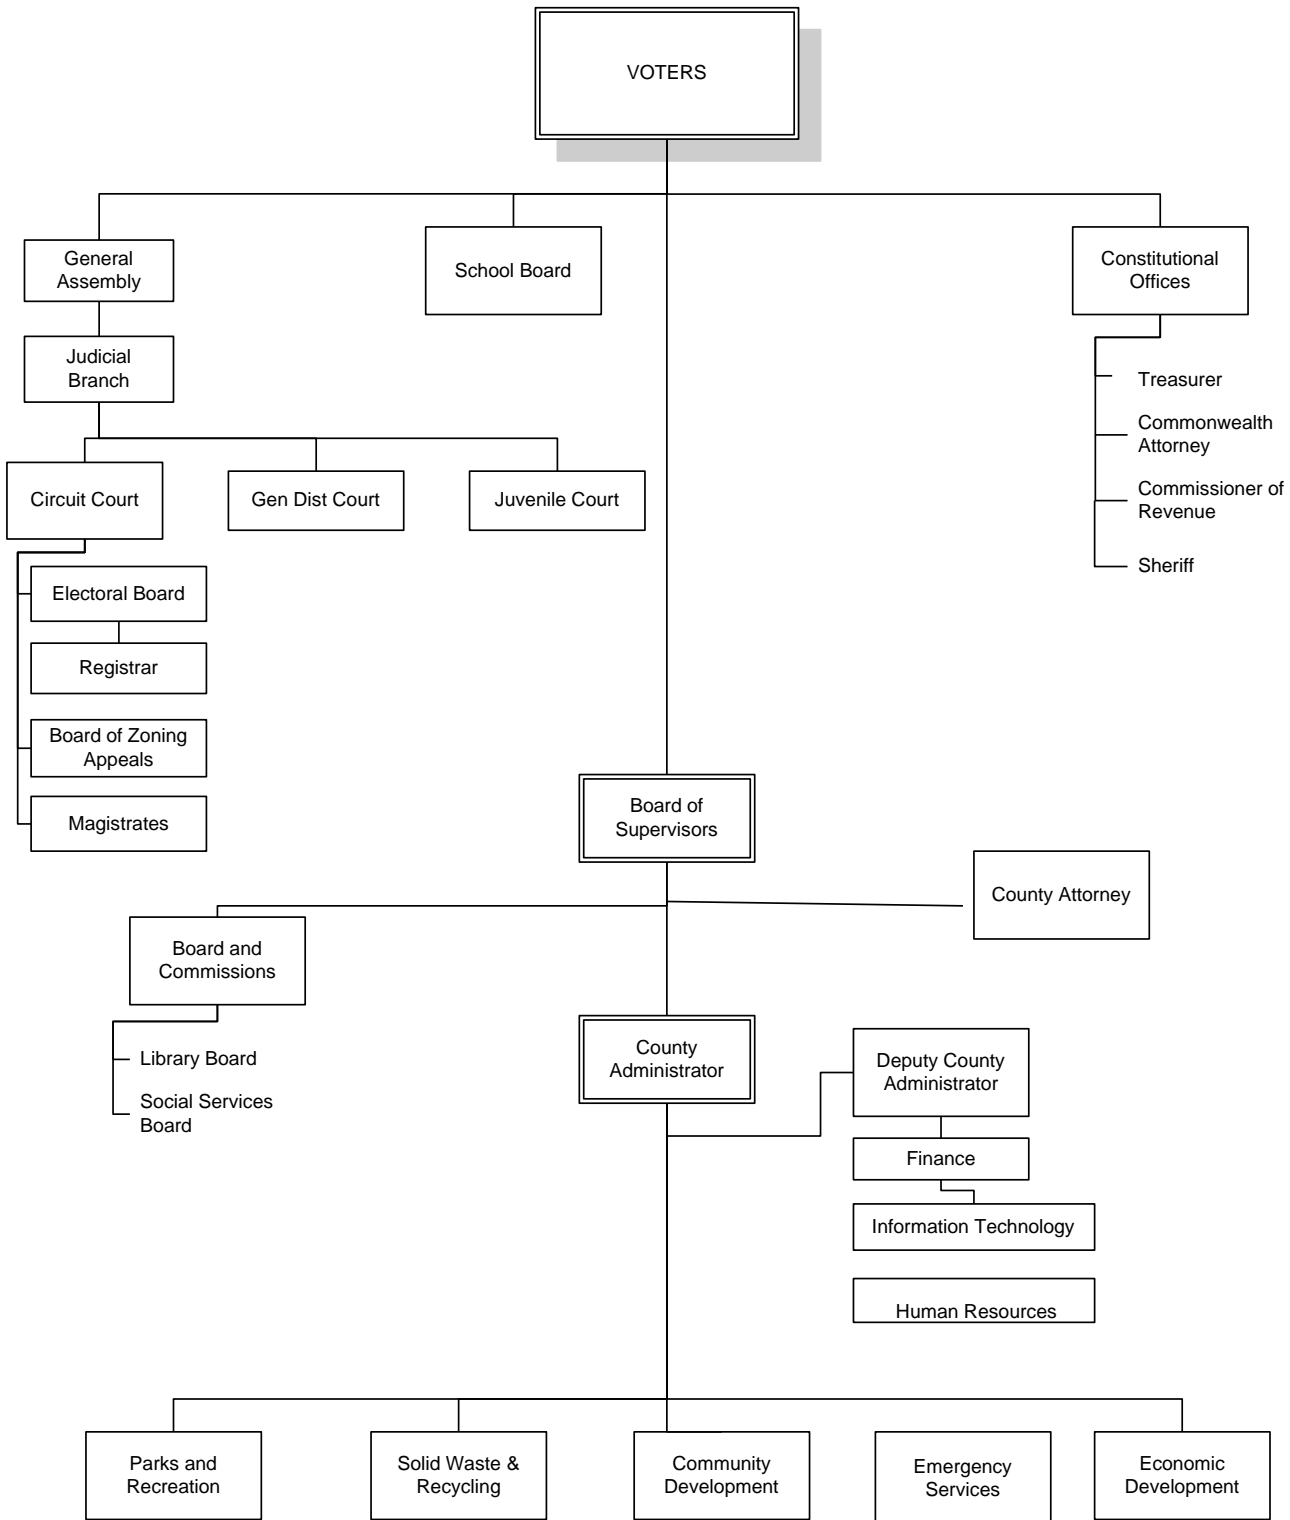 VOTERS
General
Assembly
School Board
Constitutional
Offices
Judicial
Branch
Treasurer
Commonwealth
Attorney
Commissioner of
Revenue
Sheriff
Circuit Court
Gen Dist Court
Juvenile Court
Electoral Board
Registrar
Board of Zoning
Appeals
Magistrates
Board of
Supervisors
County Attorney
Board and
Commissions
Library Board
Social Services
Board
County
Administrator
Deputy County
Administrator
Finance
Information Technology
Human Resources
Parks and
Recreation
Solid Waste &
Recycling
Community
Development
Emergency
Services
Economic
Development